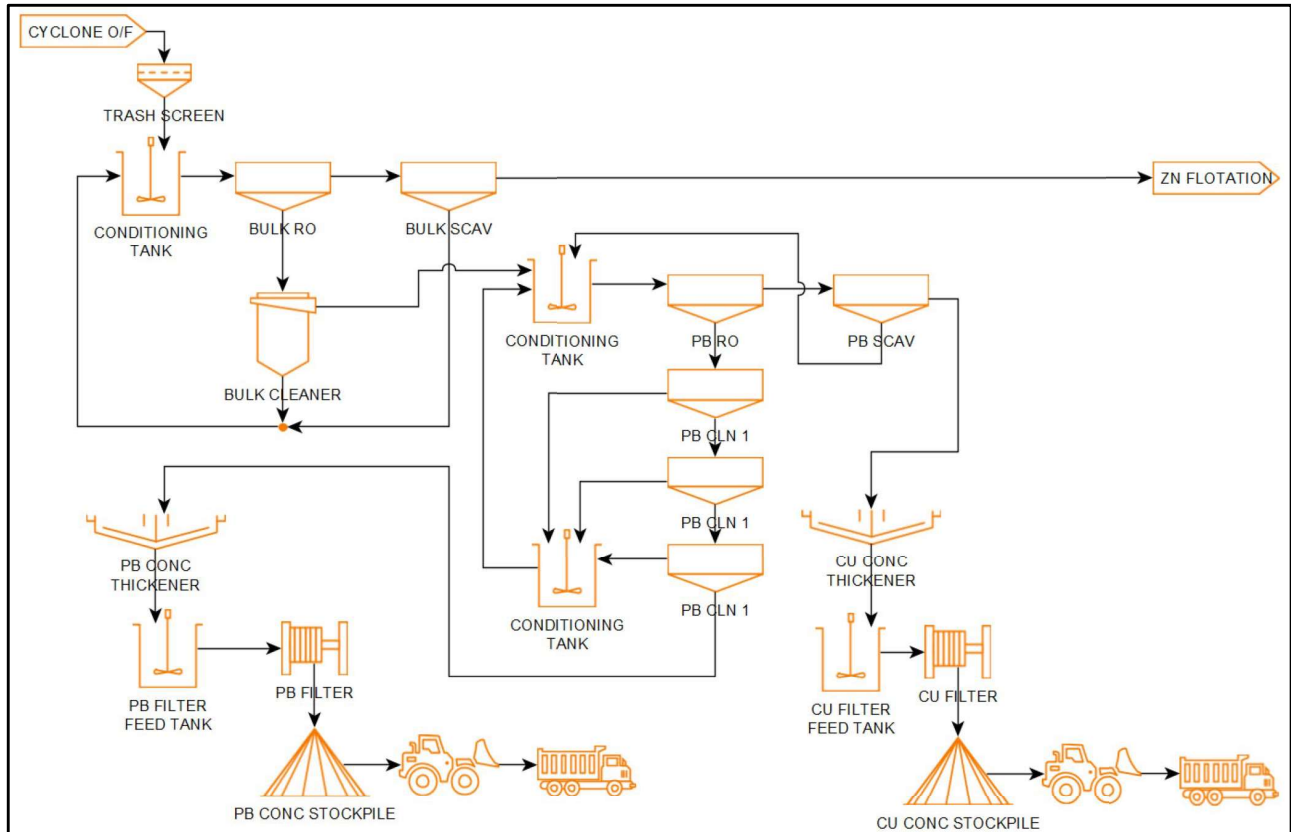 CYCLONE O/F
TRASH SCREEN
ZN FLOTATION
CONDITIONING
TANK
BULK RO
BULK SCAV
CONDITIONING
TANK
PB RO
PB SCAV
BULK CLEANER
PB CLN 1
PB CLN 1
PB CONC
THICKENER
CU CONC
THICKENER
PB CLN 1
CONDITIONING
TANK
PB FILTER
FEED TANK
PB FILTER
CU FILTER
FEED TANK
CU FILTER
PB CONC STOCKPILE
CU CONC STOCKPILE